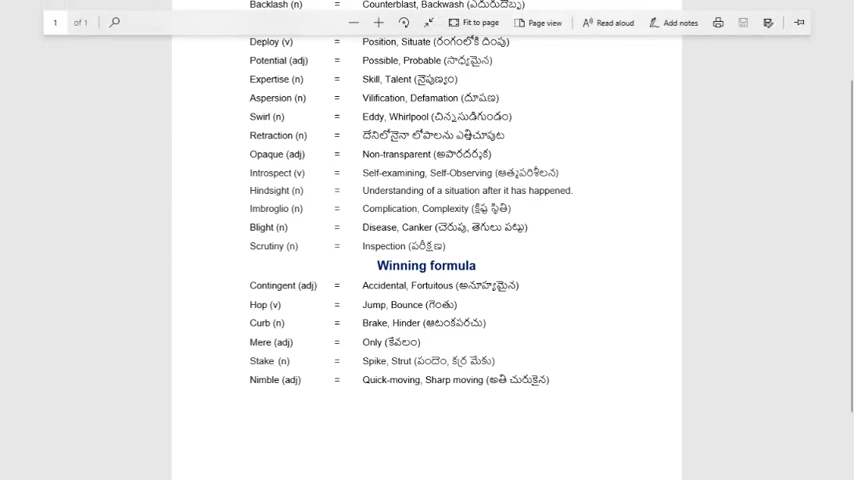 Backlash (n) = Counterblast, Backwash (ఎదురుదెబ్బ)
1 of 1 Fit to page Page view Read aloud Add notes
Deploy (v) = Position, Situate (రంగంలోకి దింపు)
Potential (adj) = Possible, Probable (సాధ్యమైన)
Expertise (n) = Skill, Talent (నైపుణ్యం)
Aspersion (n) = Vilification, Defamation (దూషణ)
Swirl (n) = Eddy, Whirlpool (చిన్నసుడిగుండం)
Retraction (n) = దేనిలోనైనా లోపాలను ఎత్తిచూపుట
Opaque (adj) = Non-transparent (అపారదర్శక)
Introspect (v) = Self-examining, Self-Observing (ఆత్మపరిశీలన)
Hindsight (n) = Understanding of a situation after it has happened.
Imbroglio (n) = Complication, Complexity (క్లిష్ట స్థితి)
Blight (n) = Disease, Canker (చెరుపు, తెగులు పట్టు)
Scrutiny (n) = Inspection (పరీక్షణ)
Winning formula
Contingent (adj) = Accidental, Fortuitous (అనూహ్యమైన)
Hop (v) = Jump, Bounce (గెంతు)
Curb (n) = Brake, Hinder (ఆటంకపరచు)
Mere (adj) = Only (కేవలం)
Stake (n) = Spike, Strut (పందెం, కర్ర మేకు)
Nimble (adj) = Quick-moving, Sharp moving (అతి చురుకైన)